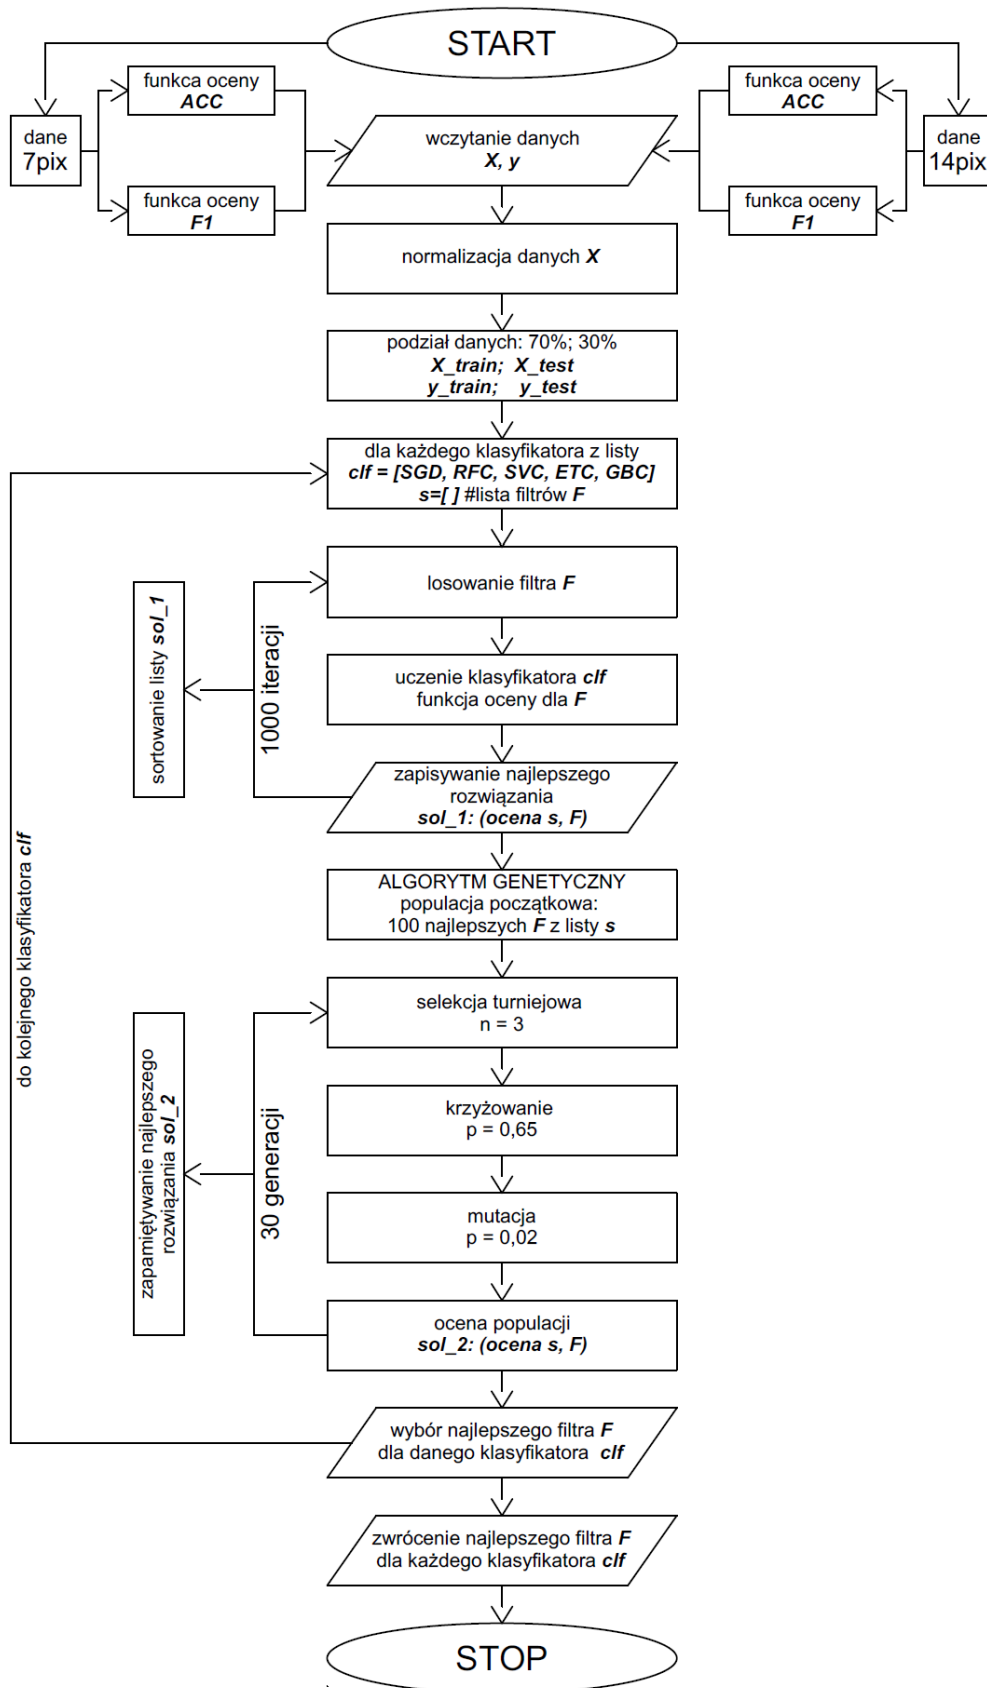 START
funkca oceny
ACC
funkca oceny
ACC
dane
7pix
wczytanie danych
X, y
dane
14pix
funkca oceny
F1
funkca oceny
F1
normalizacja danych X
podział danych: 70%; 30%
X_train; X_test
y_train; y_test
dla każdego klasyfikatora z listy
clf = [SGD, RFC, SVC, ETC, GBC]
s=[ ] #lista filtrów F
losowanie filtra F
sortowanie listy sol_1
1000 iteracji
uczenie klasyfikatora clf
funkcja oceny dla F
zapisywanie najlepszego
rozwiązania
sol_1: (ocena s, F)
do kolejnego klasyfikatora clf
ALGORYTM GENETYCZNY
populacja początkowa:
100 najlepszych F z listy s
selekcja turniejowa
n = 3
zapamiętywanie najlepszego
rozwiązania sol_2
30 generacji
krzyżowanie
p = 0,65
mutacja
p = 0,02
ocena populacji
sol_2: (ocena s, F)
wybór najlepszego filtra F
dla danego klasyfikatora clf
zwrócenie najlepszego filtra F
dla każdego klasyfikatora clf
STOP